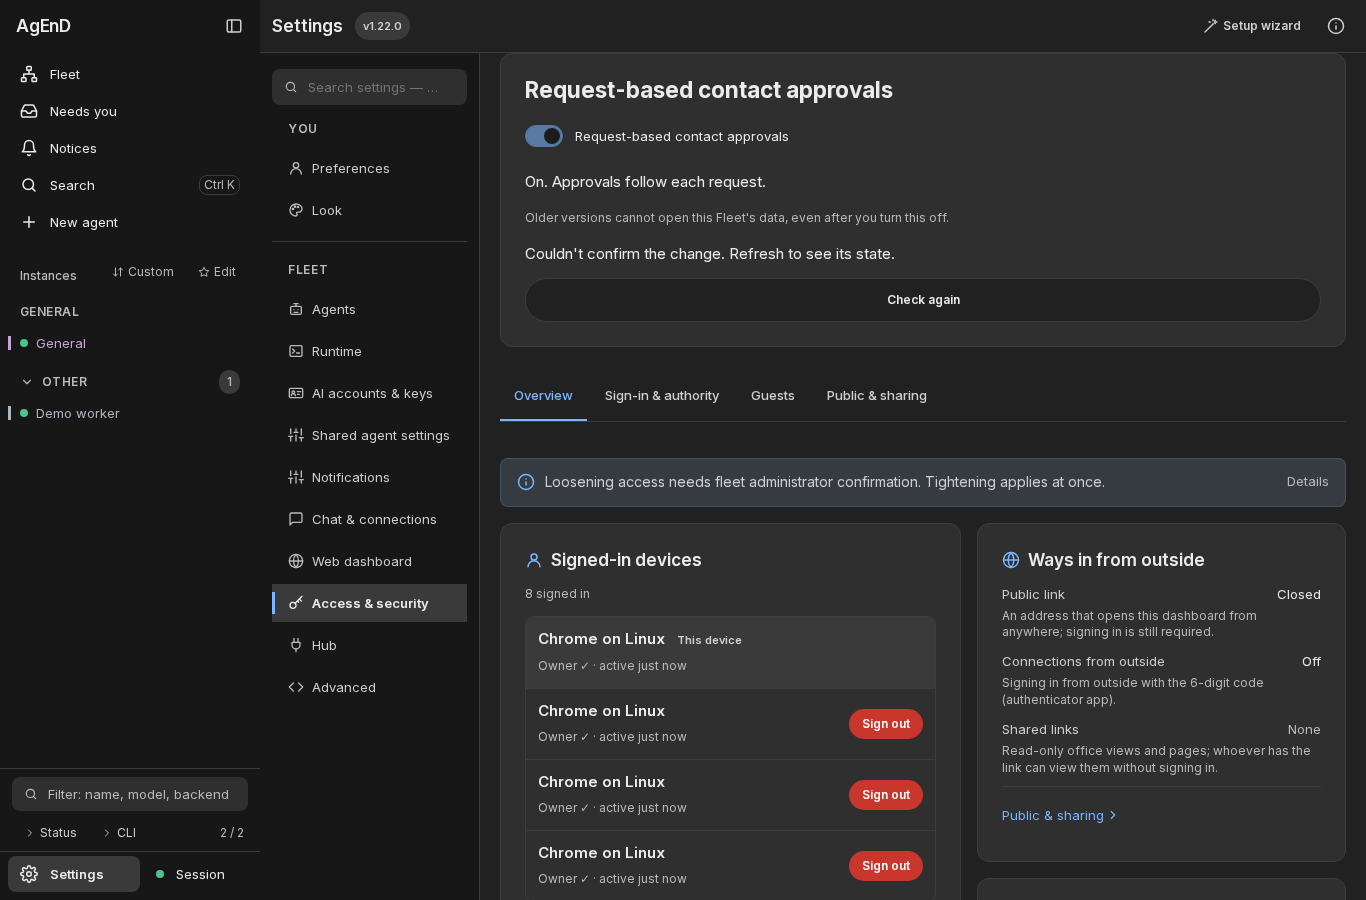 AgEnD
Fleet
Needs you
Notices
Search
Ctrl K
New agent
Instances
Custom
Edit
GENERAL
General
OTHER
1
Demo worker
Filter: name, model, backend
Status
CLI
2 / 2
Settings
Session
Settings
v1.22.0
Setup wizard
Search settings — ...
YOU
Preferences
Look
FLEET
Agents
Runtime
AI accounts & keys
Shared agent settings
Notifications
Chat & connections
Web dashboard
Access & security
Hub
Advanced
Request-based contact approvals
Request-based contact approvals
On. Approvals follow each request.
Older versions cannot open this Fleet's data, even after you turn this off.
Couldn't confirm the change. Refresh to see its state.
Check again
Overview
Sign-in & authority
Guests
Public & sharing
Loosening access needs fleet administrator confirmation. Tightening applies at once.
Details
Signed-in devices
8 signed in
Chrome on Linux
This device
Owner ✓ · active just now
Chrome on Linux
Owner ✓ · active just now
Sign out
Chrome on Linux
Owner ✓ · active just now
Sign out
Chrome on Linux
Owner ✓ · active just now
Sign out
Ways in from outside
Public link
Closed
An address that opens this dashboard from
anywhere; signing in is still required.
Connections from outside
Off
Signing in from outside with the 6-digit code
(authenticator app).
Shared links
None
Read-only office views and pages; whoever has the
link can view them without signing in.
Public & sharing